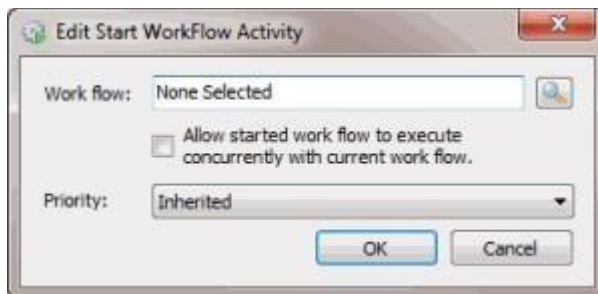 Edit Start WorkFlow Activity
Work flow: None Selected
Allow started work flow to execute
concurrently with current work flow.
Priority: Inherited
OK Cancel